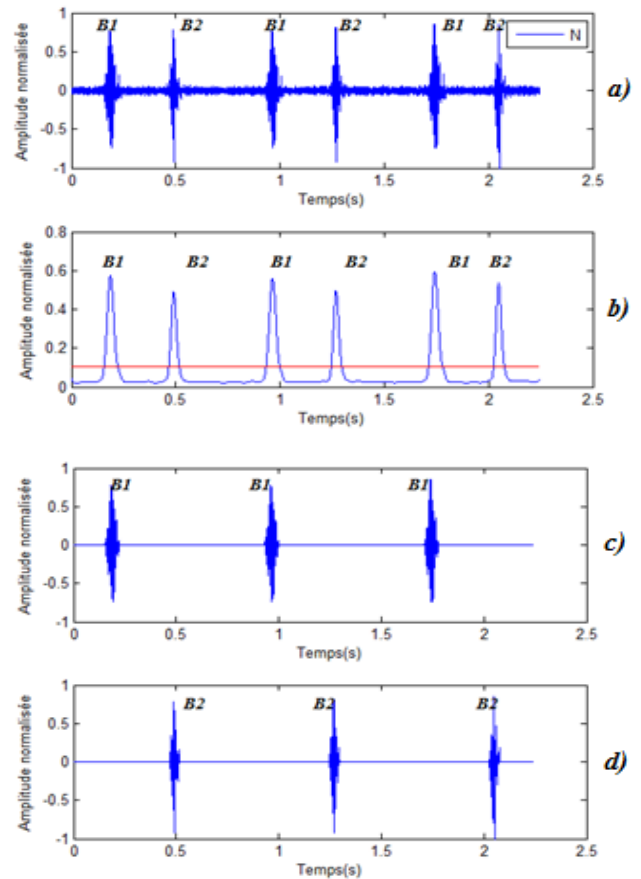 B1 B2 B1 B2 B1 B2
N
1
0.5
0
-0.5
-1
Amplitude normalisée
0 0.5 1 1.5 2 2.5
Temps(s)
a)
B1 B2 B1 B2 B1 B2
0.8
0.6
0.4
0.2
0
Amplitude normalisée
0 0.5 1 1.5 2 2.5
Temps(s)
b)
B1 B1 B1
1
0.5
0
-0.5
-1
Amplitude normalisée
0 0.5 1 1.5 2 2.5
Temps(s)
c)
B2 B2 B2
1
0.5
0
-0.5
-1
Amplitude normalisée
0 0.5 1 1.5 2 2.5
Temps(s)
d)